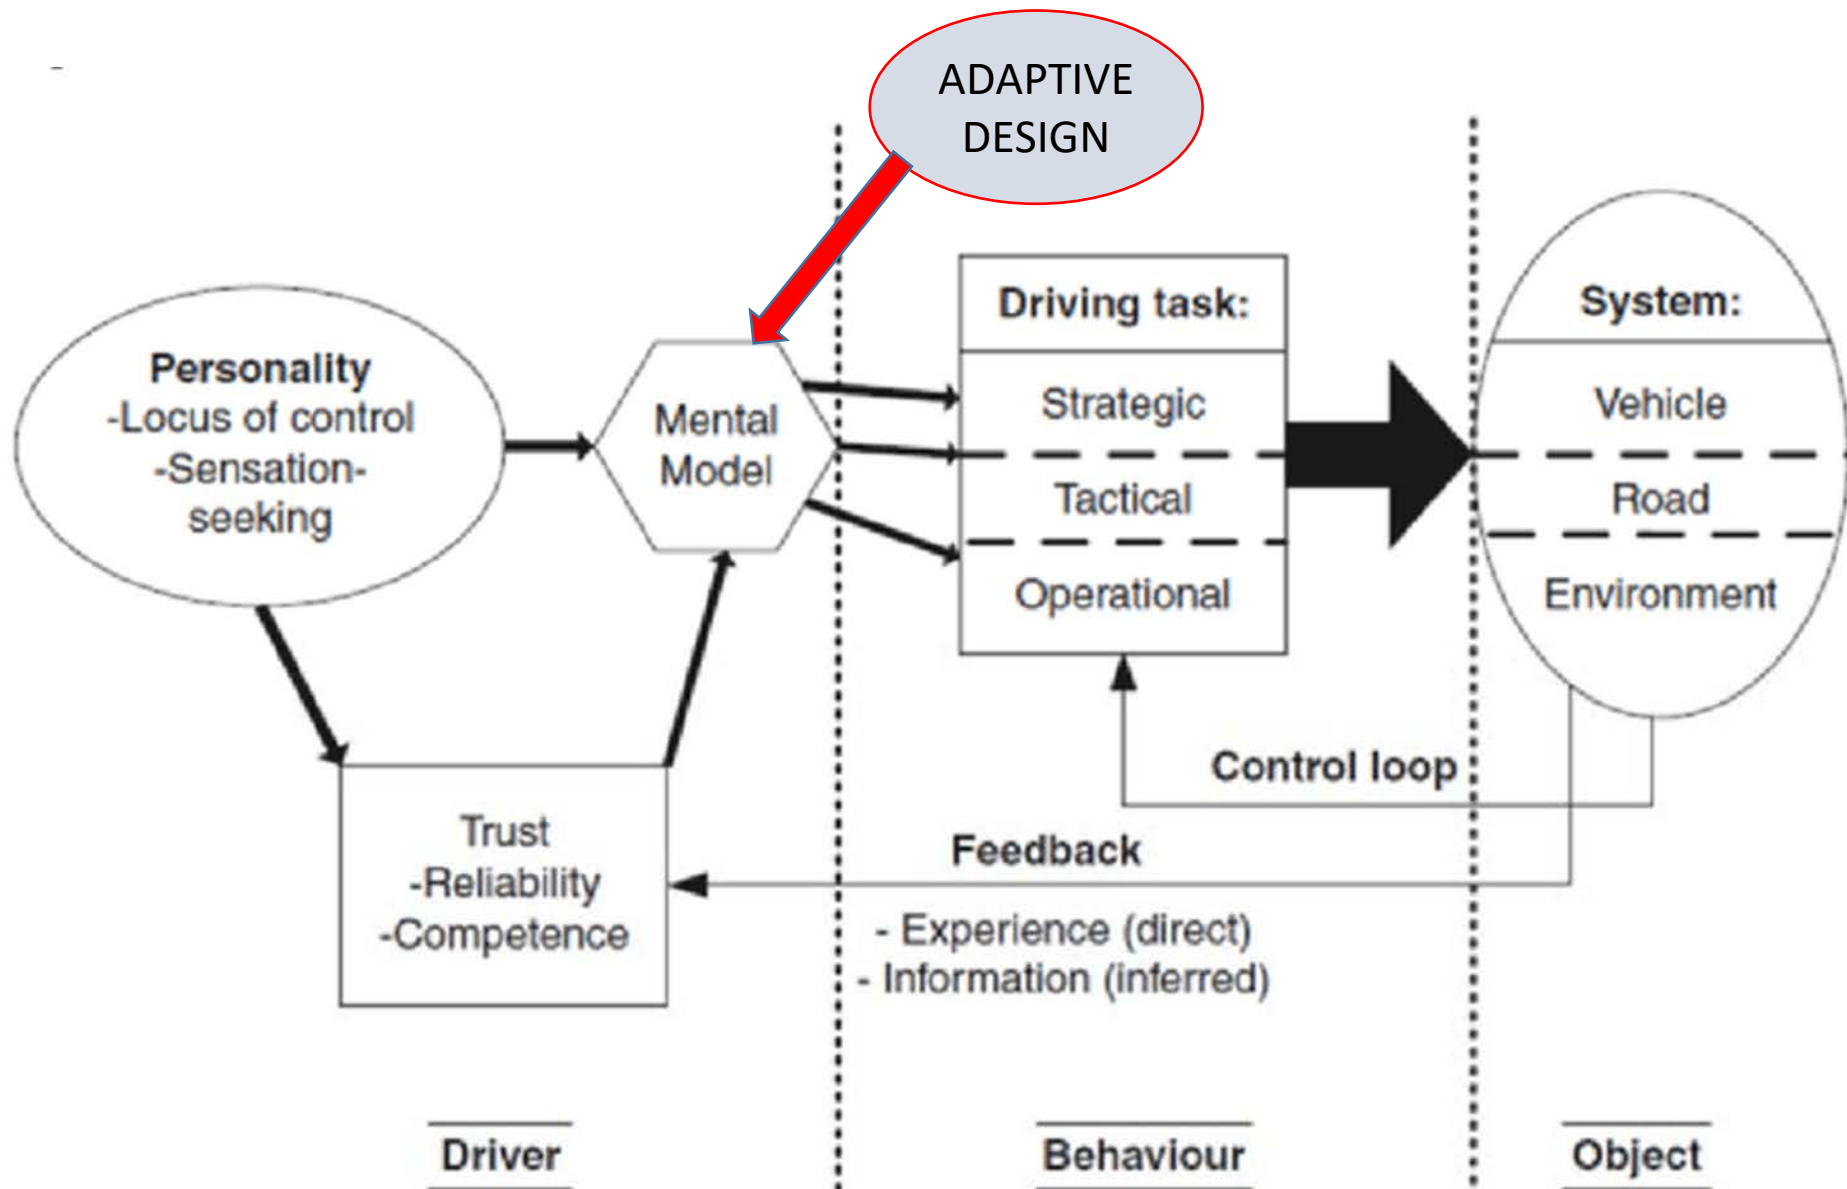 ADAPTIVE
DESIGN
Personality
-Locus of control
-Sensation-
seeking
Mental
Model
Driving task:
Strategic
Tactical
Operational
System:
Vehicle
Road
Environment
Control loop
Trust
-Reliability
-Competence
Feedback
- Experience (direct)
- Information (inferred)
Driver
Behaviour
Object